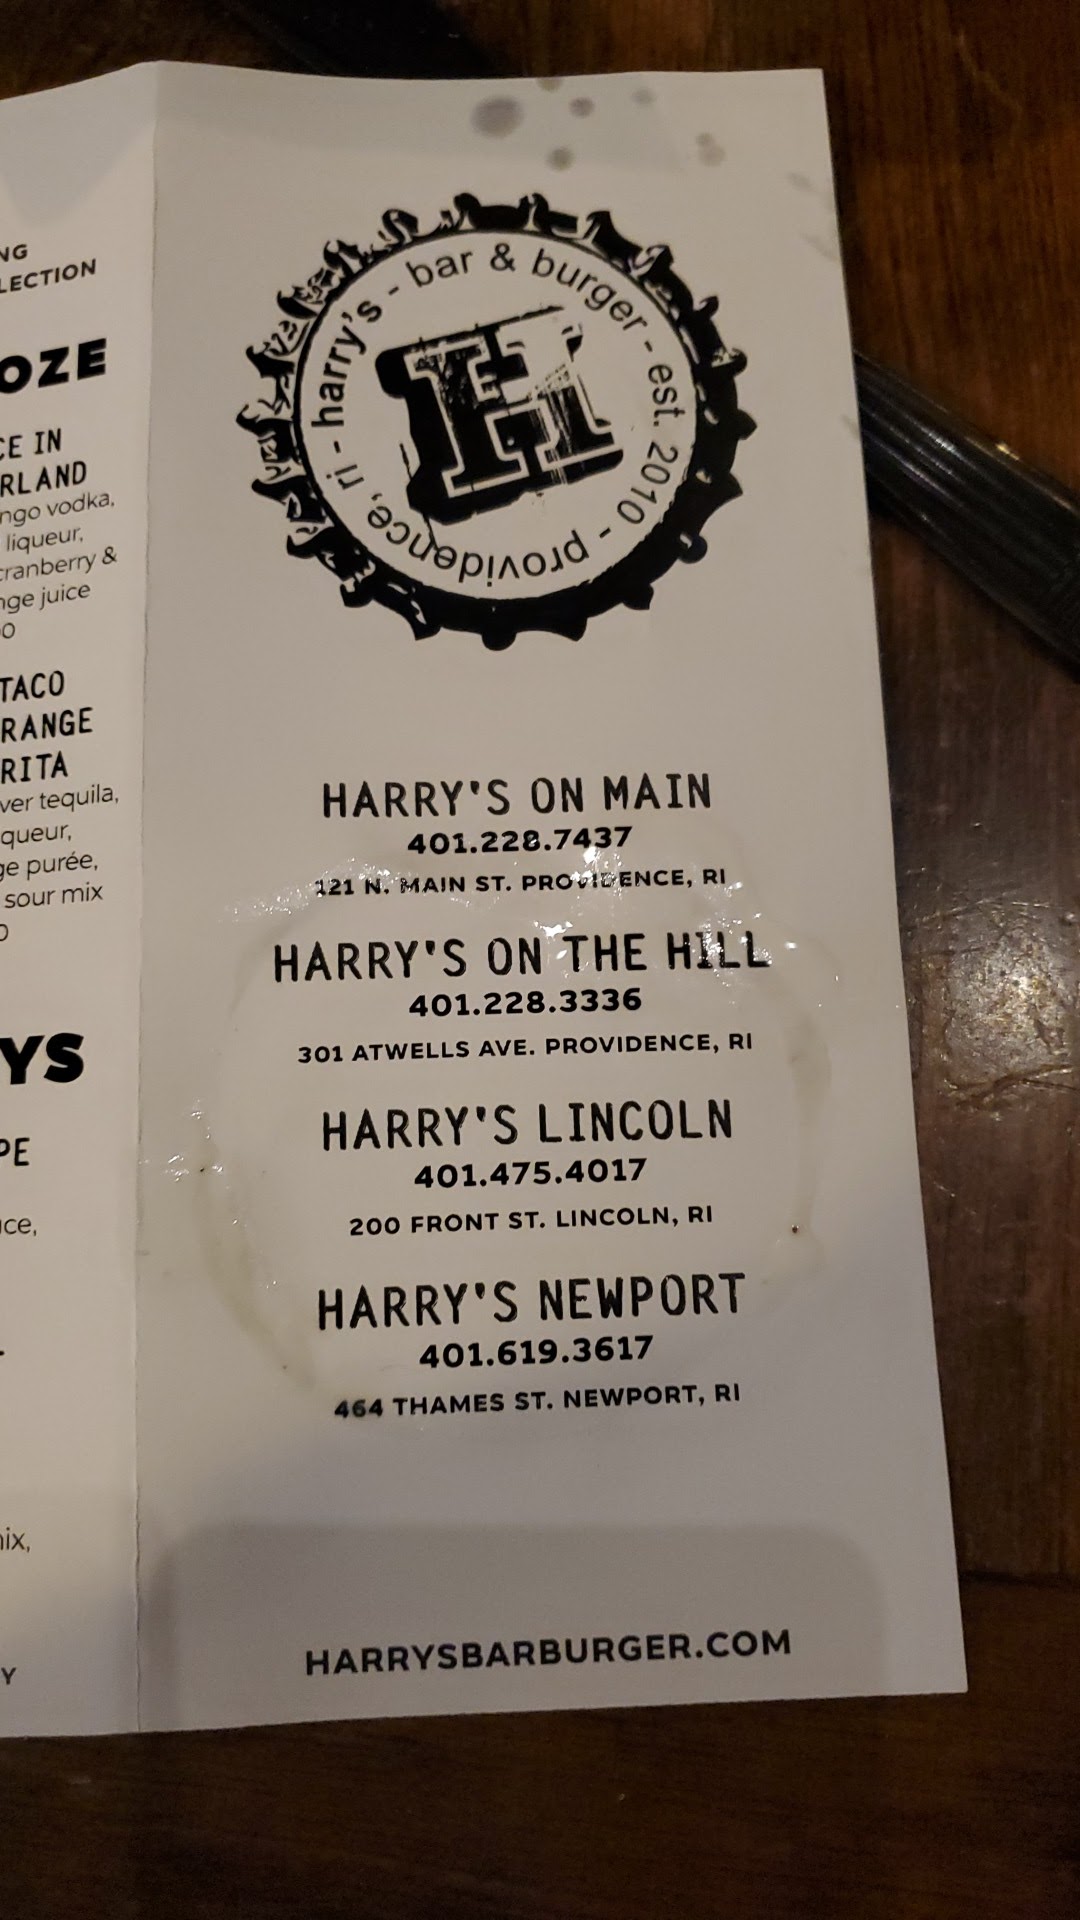 NG
LECTION
OZE
CE IN
RLAND
ngo vodka,
liqueur,
cranberry &
nge juice
TACO
RANGE
RITA
ver tequila,
queur,
ge purée,
sour mix
YS
PE
uce,
nix,
Y
harry's - bar & burger - est. 2010 - providence, ri -
H
HARRY'S ON MAIN
401.228.7437
121 N. MAIN ST. PROVIDENCE, RI
HARRY'S ON THE HILL
401.228.3336
301 ATWELLS AVE. PROVIDENCE, RI
HARRY'S LINCOLN
401.475.4017
200 FRONT ST. LINCOLN, RI
HARRY'S NEWPORT
401.619.3617
464 THAMES ST. NEWPORT, RI
HARRYSBARBURGER.COM